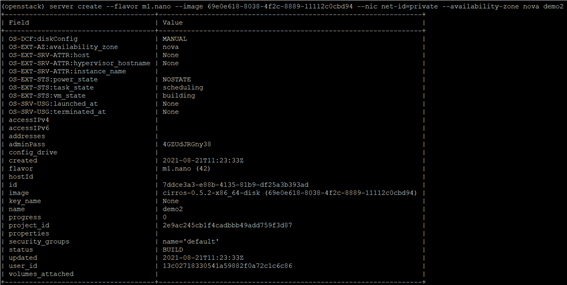 (openstack) server create --flavor m1.nano --image 69e0e618-8038-4f2c-8889-11112c0cbd94 --nic net-id=private --availability-zone nova demo2
+-------------------------------------+----------------------------------------------------------------+
| Field | Value |
+-------------------------------------+----------------------------------------------------------------+
| OS-DCF:diskConfig | MANUAL |
| OS-EXT-AZ:availability_zone | nova |
| OS-EXT-SRV-ATTR:host | None |
| OS-EXT-SRV-ATTR:hypervisor_hostname | None |
| OS-EXT-SRV-ATTR:instance_name | |
| OS-EXT-STS:power_state | NOSTATE |
| OS-EXT-STS:task_state | scheduling |
| OS-EXT-STS:vm_state | building |
| OS-SRV-USG:launched_at | None |
| OS-SRV-USG:terminated_at | None |
| accessIPv4 | |
| accessIPv6 | |
| addresses | |
| adminPass | 4GZUdJRGny38 |
| config_drive | |
| created | 2021-08-21T11:23:33Z |
| flavor | m1.nano (42) |
| hostId | |
| id | 7ddce3a3-e88b-4135-81b9-df25a3b393ad |
| image | cirros-0.5.2-x86_64-disk (69e0e618-8038-4f2c-8889-11112c0cbd94) |
| key_name | None |
| name | demo2 |
| progress | 0 |
| project_id | 2e9ac245cb1f4cadbbb49add759f3d87 |
| properties | |
| security_groups | name='default' |
| status | BUILD |
| updated | 2021-08-21T11:23:33Z |
| user_id | 13c02718330541a59882f0a72c1c6c86 |
| volumes_attached | |
+-------------------------------------+----------------------------------------------------------------+